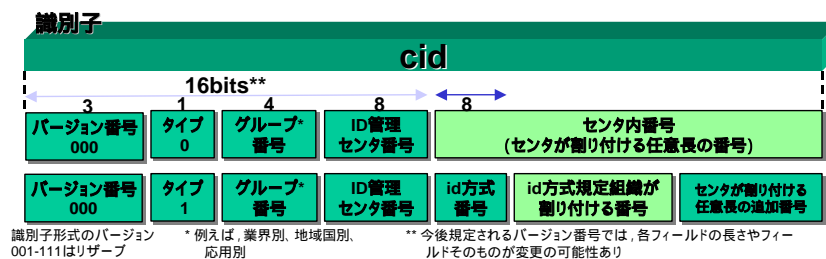 識別子
cid
16bits**
3 1 4 8 8
バージョン番号 タイプ グループ* ID管理 センタ内番号
000 0 番号 センタ番号 (センタが割り付ける任意長の番号)
バージョン番号 タイプ グループ* ID管理 id方式 id方式規定組織が センタが割り付ける
000 1 番号 センタ番号 番号 割り付ける番号 任意長の追加番号
識別子形式のバージョン * 例えば,業界別、地域国別、 ** 今後規定されるバージョン番号では,各フィールドの長さやフィー
001-111はリザーブ 応用別 ルドそのものが変更の可能性あり